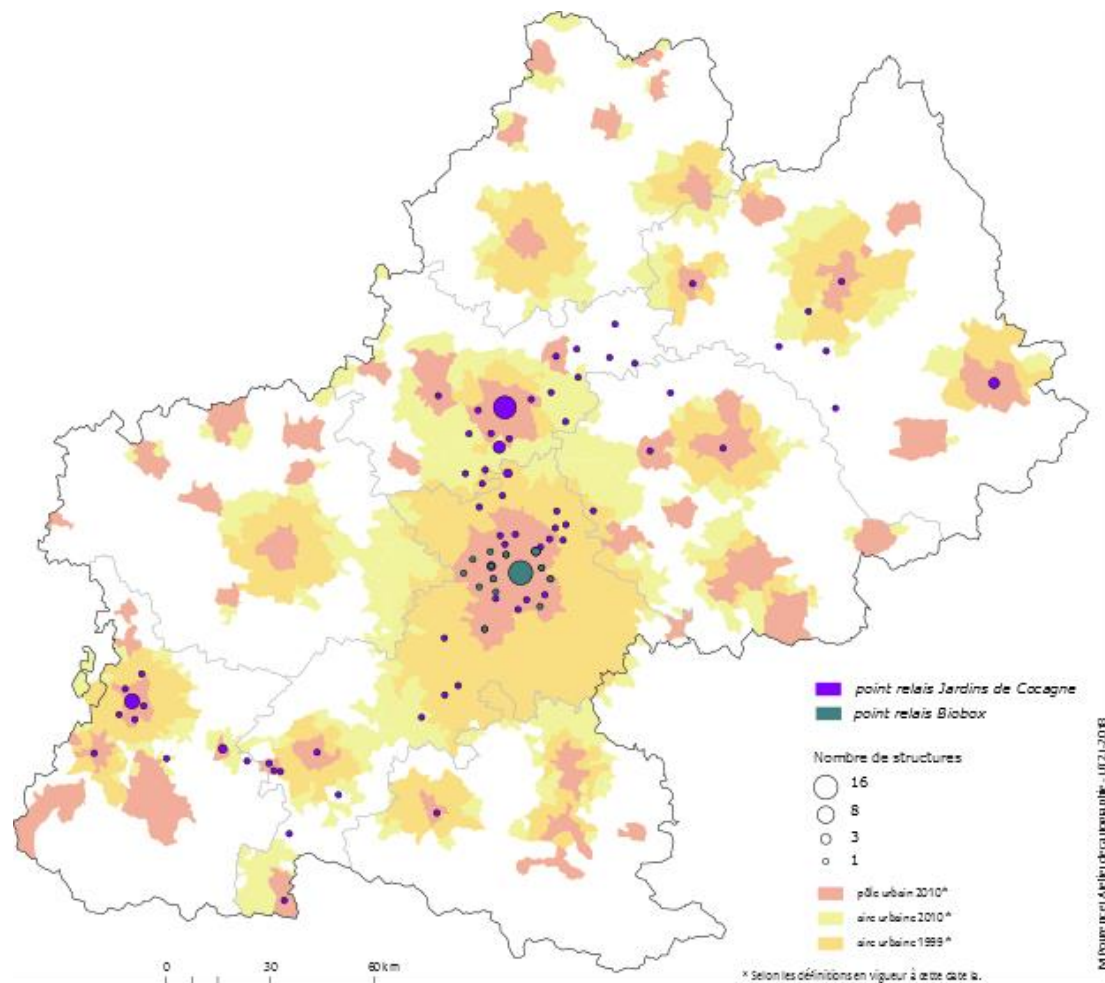 point relais Jardins de Cocagne
point relais Biobox
Nombre de structures
16
8
3
1
pôle urbain 2010*
aire urbaine 2010*
aire urbaine 1999*
0 30 60 km
* Selon les définitions en vigueur à cette date là.